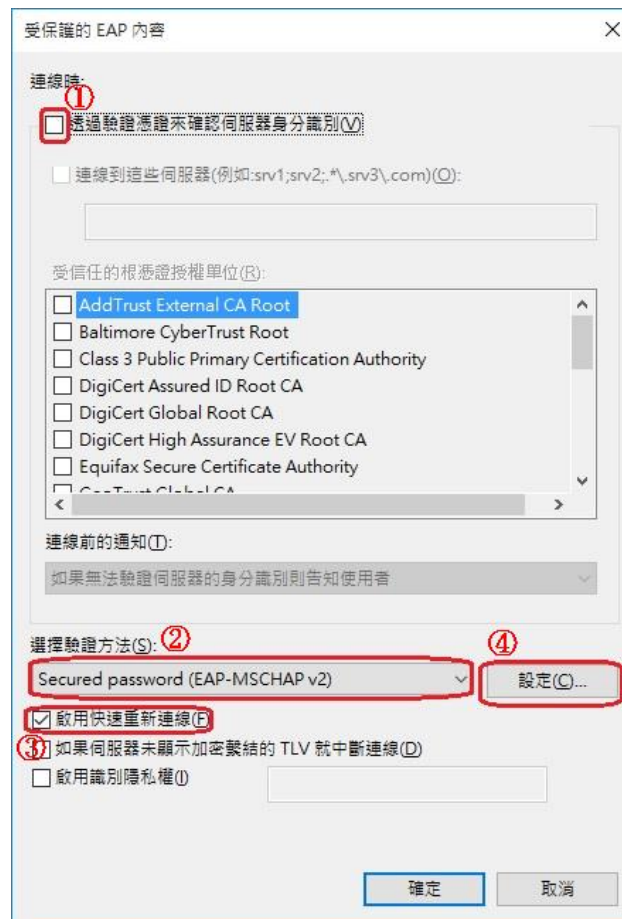 受保護的 EAP 內容
連線時:
①
透過驗證憑證來確認伺服器身分識別(V)
連線到這些伺服器(例如:srv1;srv2;.*\.srv3\.com)(O):
受信任的根憑證授權單位(R):
AddTrust External CA Root
Baltimore CyberTrust Root
Class 3 Public Primary Certification Authority
DigiCert Assured ID Root CA
DigiCert Global Root CA
DigiCert High Assurance EV Root CA
Equifax Secure Certificate Authority
GeoTrust Global CA
連線前的通知(T):
如果無法驗證伺服器的身分識別則告知使用者
選擇驗證方法(S): ② ④
Secured password (EAP-MSCHAP v2) 設定(C)...
啟用快速重新連線(F)
③ 如果伺服器未顯示加密繫結的 TLV 就中斷連線(D)
啟用識別隱私權(I)
確定 取消